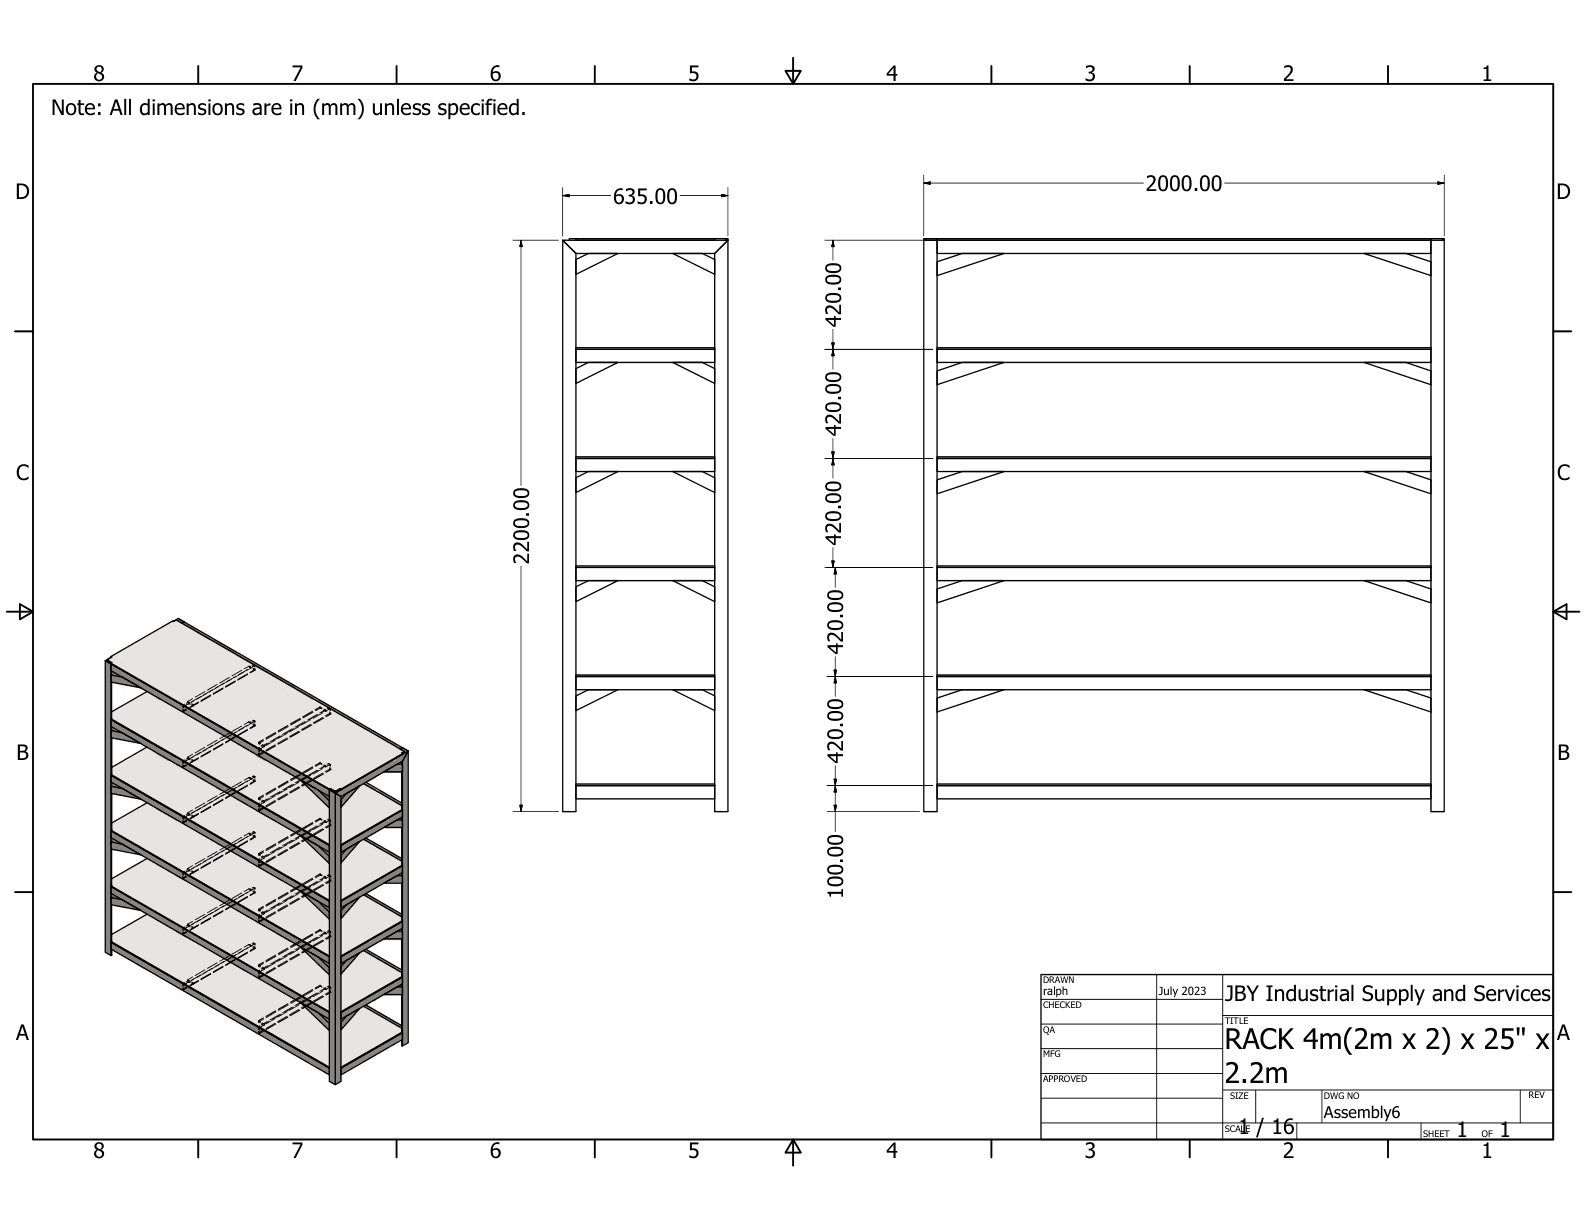 8 7 6 5 4 3 2 1
Note: All dimensions are in (mm) unless specified.
D D
635.00
2000.00
420.00
420.00
C C
420.00
2200.00
420.00
B B
420.00
100.00
A A
DRAWN
ralph
July 2023
JBY Industrial Supply and Services
CHECKED
TITLE
RACK 4m(2m x 2) x 25" x
2.2m
QA
MFG
APPROVED
SIZE
DWG NO
REV
Assembly6
SCALE
1 / 16
SHEET 1 OF 1
8 7 6 5 4 3 2 1